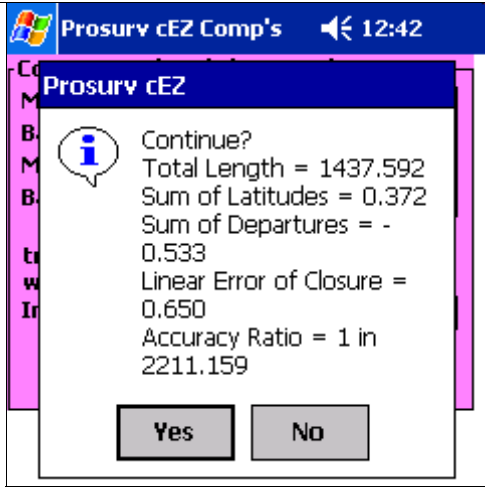 Prosurv cEZ Comp's 12:42
Prosurv cEZ
Continue?
Total Length = 1437.592
Sum of Latitudes = 0.372
Sum of Departures = -
0.533
Linear Error of Closure =
0.650
Accuracy Ratio = 1 in
2211.159
Yes No